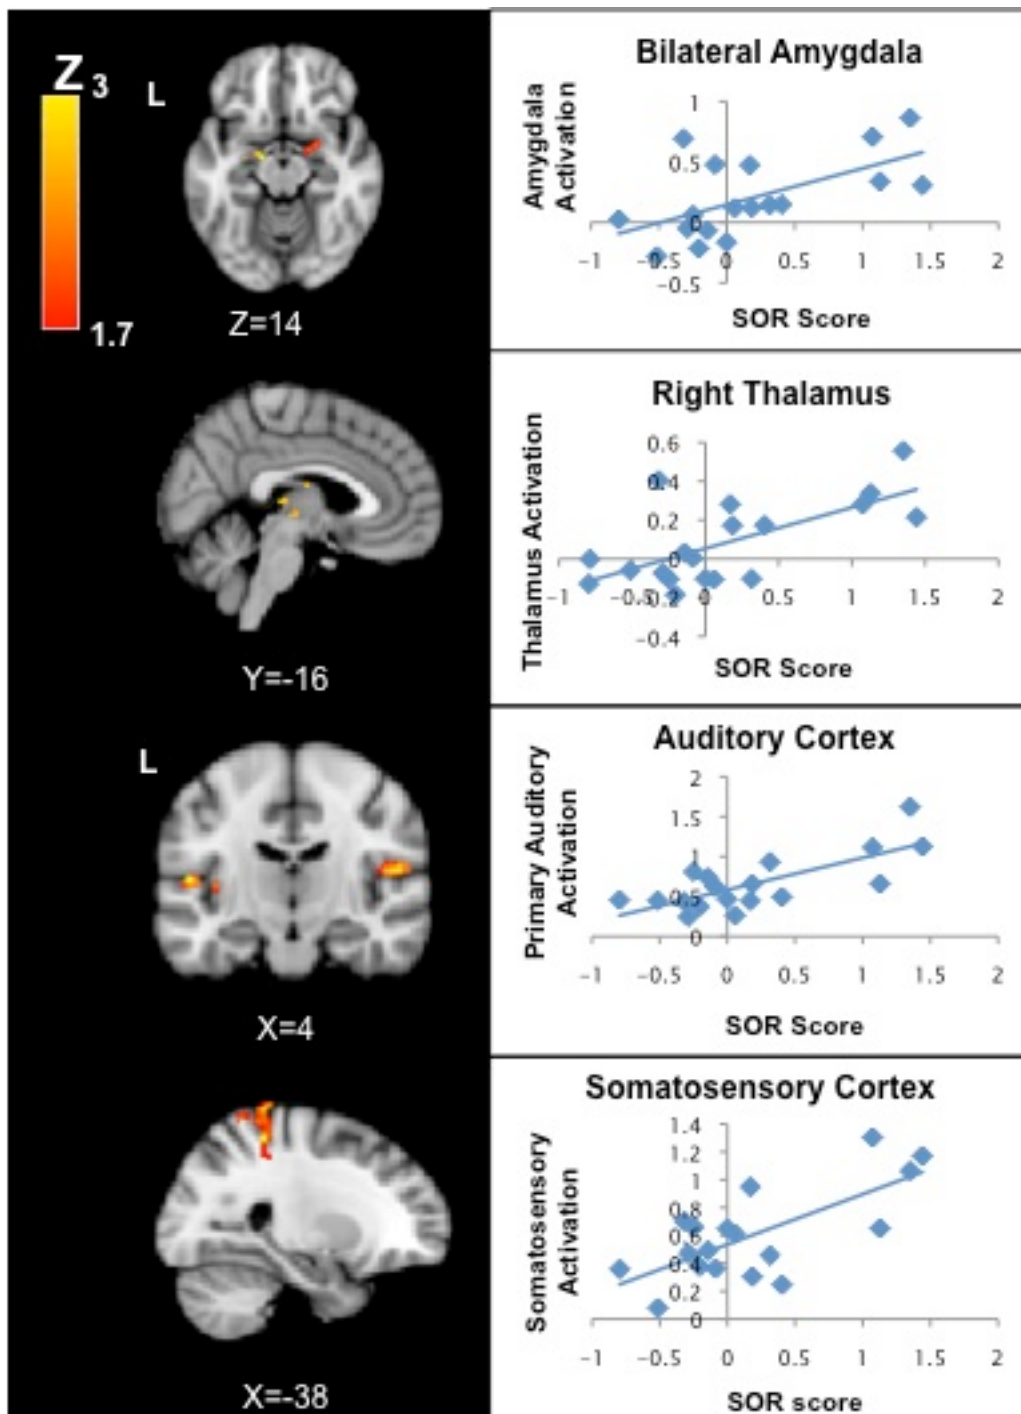 Z 3
L
1.7
Z=14
Bilateral Amygdala
Amygdala
Activation
1
0.5
0
-0.5
-1 -0.5 0 0.5 1 1.5 2
SOR Score
Y=-16
Right Thalamus
Thalamus Activation
0.6
0.4
0.2
0
-0.2
-0.4
-1 -0.5 0 0.5 1 1.5 2
SOR Score
L
X=4
Auditory Cortex
Primary Auditory
Activation
2
1.5
1
0.5
0
-1 -0.5 0 0.5 1 1.5 2
SOR Score
X=-38
Somatosensory Cortex
Somatosensory
Activation
1.4
1.2
1
0.8
0.6
0.4
0.2
0
-1 -0.5 0 0.5 1 1.5 2
SOR score